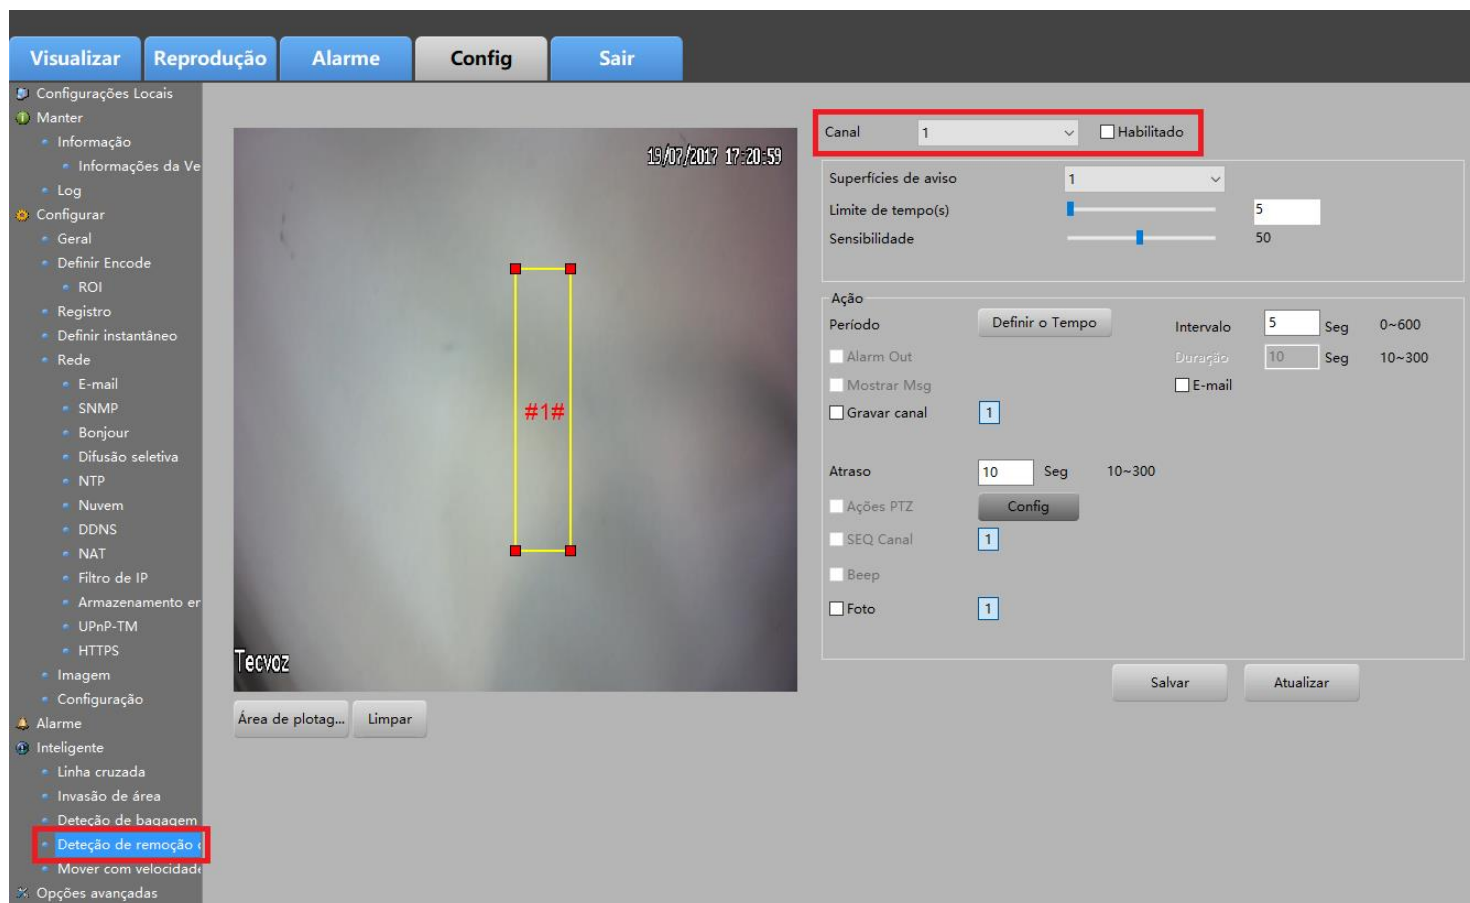 Visualizar Reprodução Alarme Config Sair
Configurações Locais
Manter
Informação
Informações da Ve
Log
Configurar
Geral
Definir Encode
ROI
Registro
Definir instantâneo
Rede
E-mail
SNMP
Bonjour
Difusão seletiva
NTP
Nuvem
DDNS
NAT
Filtro de IP
Armazenamento er
UPnP-TM
HTTPS
Imagem
Configuração
Alarme
Inteligente
Linha cruzada
Invasão de área
Deteção de bagagem
Deteção de remoção
Mover com velocidade
Opções avançadas
19/07/2017 17:20:59
#1#
Tecvoz
Área de plotag... Limpar
Canal 1 Habilitado
Superfícies de aviso 1
Limite de tempo(s) 5
Sensibilidade 50
Ação
Período Definir o Tempo Intervalo 5 Seg 0~600
Alarm Out Duração 10 Seg 10~300
Mostrar Msg E-mail
Gravar canal 1
Atraso 10 Seg 10~300
Ações PTZ Config
SEQ Canal 1
Beep
Foto 1
Salvar Atualizar